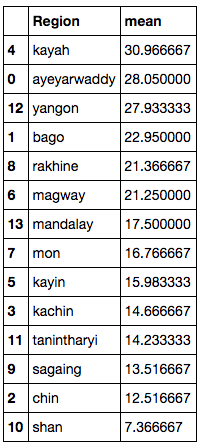 Region mean
4 kayah 30.966667
0 ayeyarwaddy 28.050000
12 yangon 27.933333
1 bago 22.950000
8 rakhine 21.366667
6 magway 21.250000
13 mandalay 17.500000
7 mon 16.766667
5 kayin 15.983333
3 kachin 14.666667
11 tanintharyi 14.233333
9 sagaing 13.516667
2 chin 12.516667
10 shan 7.366667